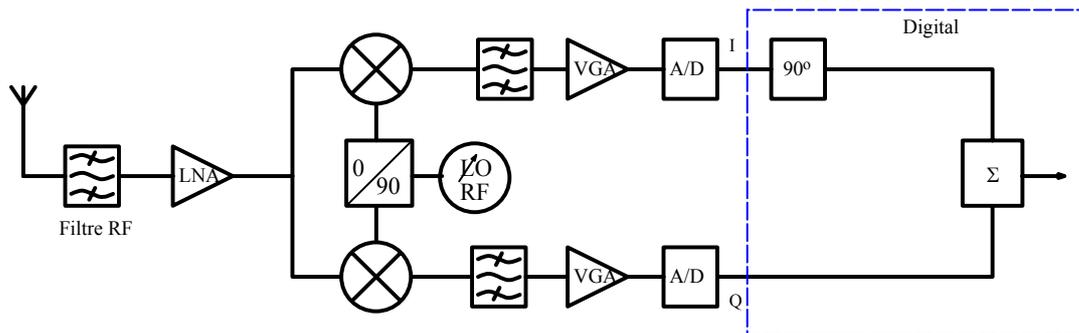 Digital
I
VGA
A/D
90º
LNA
0
90
LO
RF
Σ
Filtre RF
VGA
A/D
Q